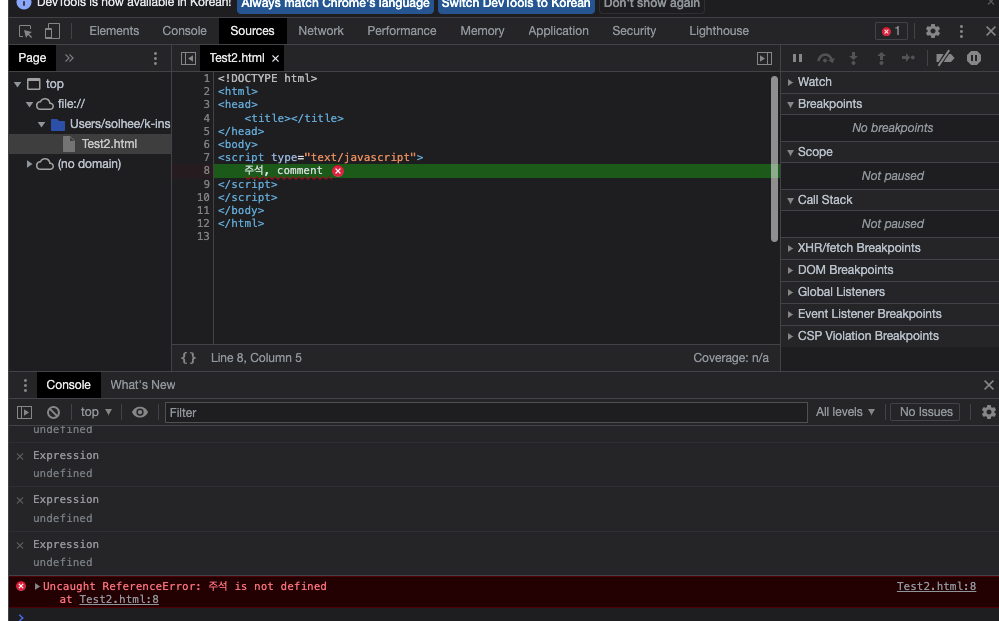 DevTools is now available in Korean! Always match Chrome's language Switch DevTools to Korean Don't show again
Elements Console Sources Network Performance Memory Application Security Lighthouse 1
Page » Test2.html ×
top
file://
Users/solhee/k-ins
Test2.html
(no domain)
1 <!DOCTYPE html>
2 <html>
3 <head>
4 <title></title>
5 </head>
6 <body>
7 <script type="text/javascript">
8 주석, comment
9 </script>
10 </script>
11 </body>
12 </html>
13
{} Line 8, Column 5 Coverage: n/a
Watch
Breakpoints
No breakpoints
Scope
Not paused
Call Stack
Not paused
XHR/fetch Breakpoints
DOM Breakpoints
Global Listeners
Event Listener Breakpoints
CSP Violation Breakpoints
Console What's New
top ▼ Filter All levels ▼ No Issues
undefined
Expression
undefined
Expression
undefined
Expression
undefined
Uncaught ReferenceError: 주석 is not defined Test2.html:8
at Test2.html:8